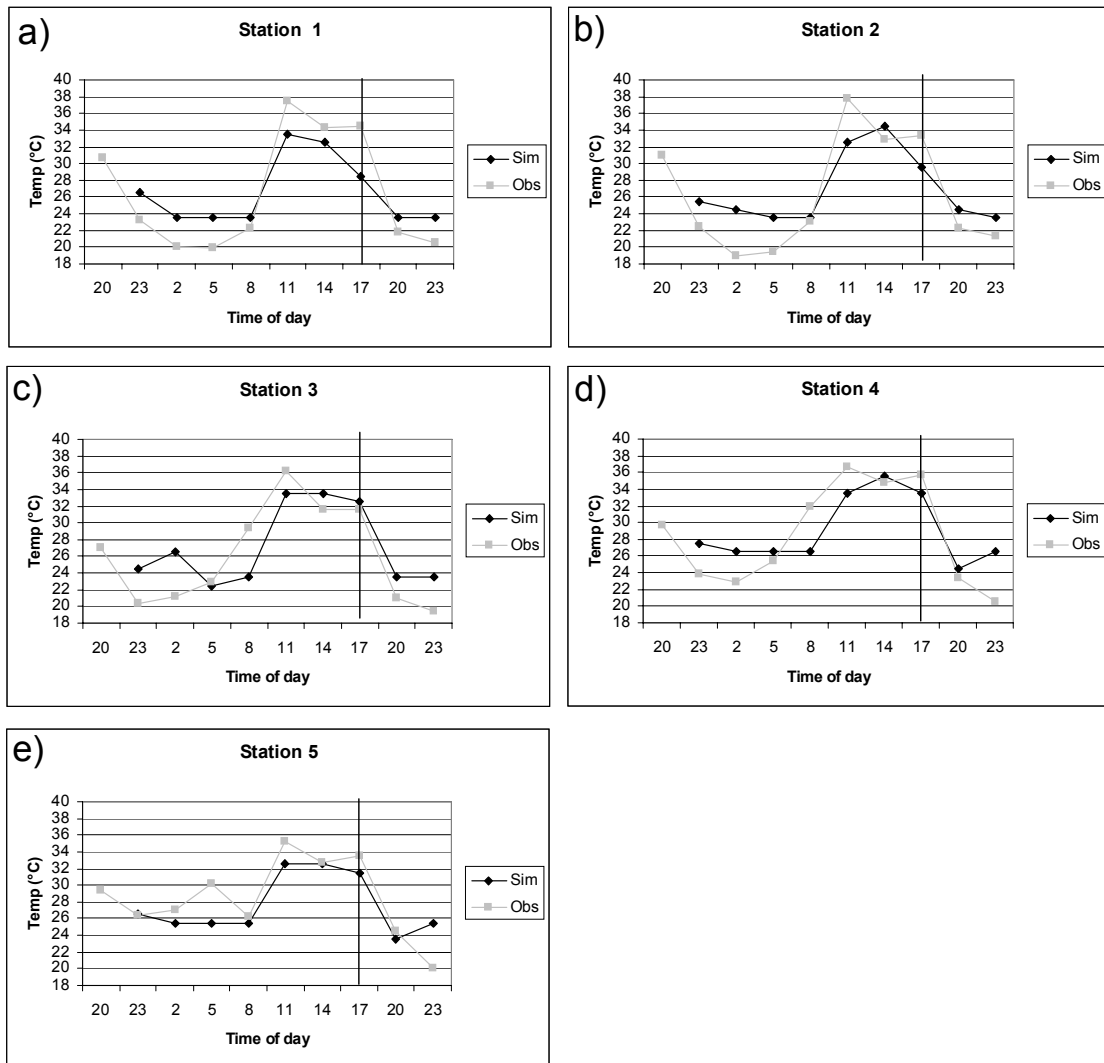 a)
Station 1
Temp (°C)
40
38
36
34
32
30
28
26
24
22
20
18
20 23 2 5 8 11 14 17 20 23
Time of day
Sim
Obs
b)
Station 2
Temp (°C)
40
38
36
34
32
30
28
26
24
22
20
18
20 23 2 5 8 11 14 17 20 23
Time of day
Sim
Obs
c)
Station 3
Temp (°C)
40
38
36
34
32
30
28
26
24
22
20
18
20 23 2 5 8 11 14 17 20 23
Time of day
Sim
Obs
d)
Station 4
Temp (°C)
40
38
36
34
32
30
28
26
24
22
20
18
20 23 2 5 8 11 14 17 20 23
Time of day
Sim
Obs
e)
Station 5
Temp (°C)
40
38
36
34
32
30
28
26
24
22
20
18
20 23 2 5 8 11 14 17 20 23
Time of day
Sim
Obs